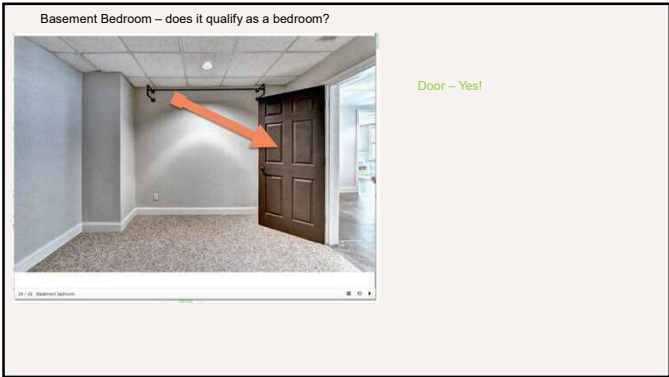 Basement Bedroom – does it qualify as a bedroom?
Door – Yes!
Basement bedroom